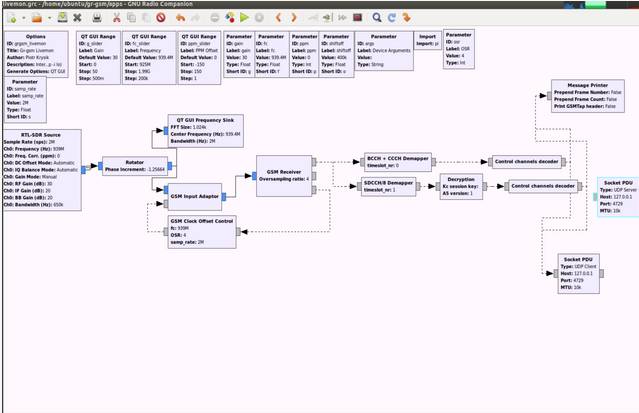 livemon.grc - /home/ubuntu/gr-gsm/apps - GNU Radio Companion
Options
ID: grgsm_livemon
Title: Gr-gsm Livemon
Author: Piotr Krysik
Description: Inter...p -i lo)
Generate Options: QT GUI
QT GUI Range
ID: g_slider
Label: Gain
Default Value: 30
Start: 0
Stop: 50
Step: 500m
QT GUI Range
ID: fc_slider
Label: Frequency
Default Value: 939.4M
Start: 925M
Stop: 1.99G
Step: 200k
QT GUI Range
ID: ppm_slider
Label: PPM Offset
Default Value: 0
Start: -150
Stop: 150
Step: 1
Parameter
ID: gain
Label: gain
Value: 30
Type: Float
Short ID: g
Parameter
ID: fc
Label: fc
Value: 939.4M
Type: Float
Short ID: f
Parameter
ID: ppm
Label: ppm
Value: 0
Type: Int
Short ID: p
Parameter
ID: shiftoff
Label: shiftoff
Value: 400k
Type: Float
Short ID: o
Parameter
ID: args
Label: Device Arguments
Value:
Type: String
Import
Import: pi
Parameter
ID: osr
Label: OSR
Value: 4
Type: Int
Parameter
ID: samp_rate
Label: samp_rate
Value: 2M
Type: Float
Short ID: s
Message Printer
Prepend Frame Number: False
Prepend Frame Count: False
Print GSMTap header: False
QT GUI Frequency Sink
FFT Size: 1.024k
Center Frequency (Hz): 939.4M
Bandwidth (Hz): 2M
RTL-SDR Source
Sample Rate (sps): 2M
Ch0: Frequency (Hz): 939M
Ch0: Freq. Corr. (ppm): 0
Ch0: DC Offset Mode: Automatic
Ch0: IQ Balance Mode: Automatic
Ch0: Gain Mode: Manual
Ch0: RF Gain (dB): 30
Ch0: IF Gain (dB): 20
Ch0: BB Gain (dB): 20
Ch0: Bandwidth (Hz): 650k
Rotator
Phase Increment: -1.25664
GSM Input Adaptor
GSM Receiver
Oversampling ratio: 4
BCCH + CCCH Demapper
timeslot_nr: 0
Control channels decoder
SDCCH/8 Demapper
timeslot_nr: 1
Decryption
Kc session key:
A5 version: 1
Control channels decoder
Socket PDU
Type: UDP Server
Host: 127.0.0.1
Port: 4729
MTU: 10k
GSM Clock Offset Control
fc: 939M
OSR: 4
samp_rate: 2M
Socket PDU
Type: UDP Client
Host: 127.0.0.1
Port: 4729
MTU: 10k